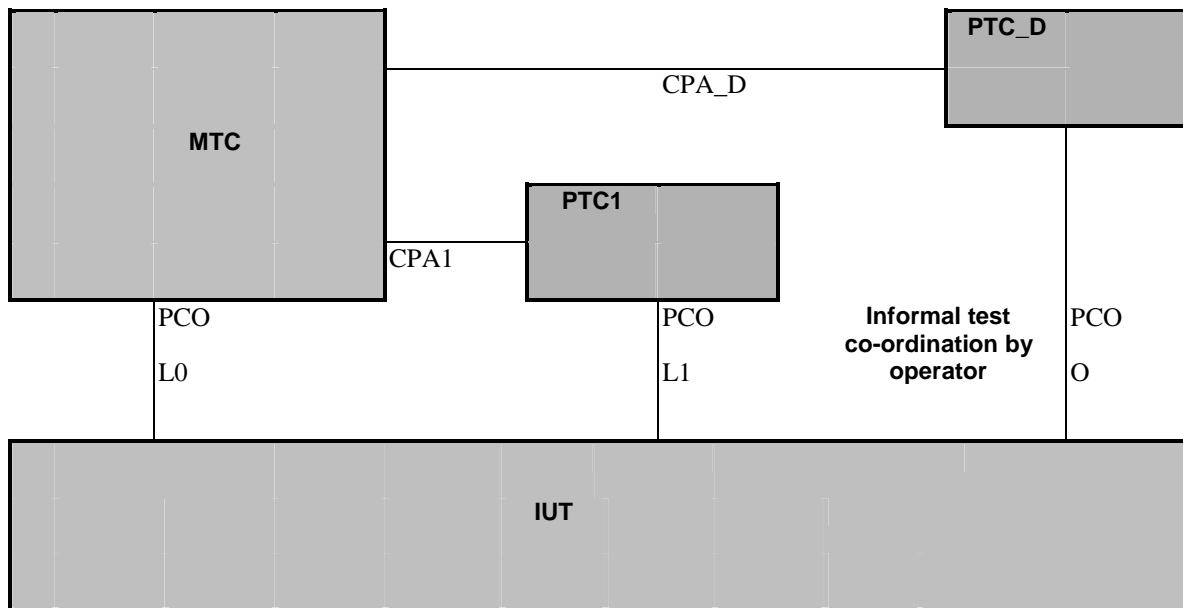 PTC_D
CPA_D
MTC
PTC1
CPA1
PCO
PCO
Informal test
co-ordination by
operator
PCO
L0
L1
O
IUT